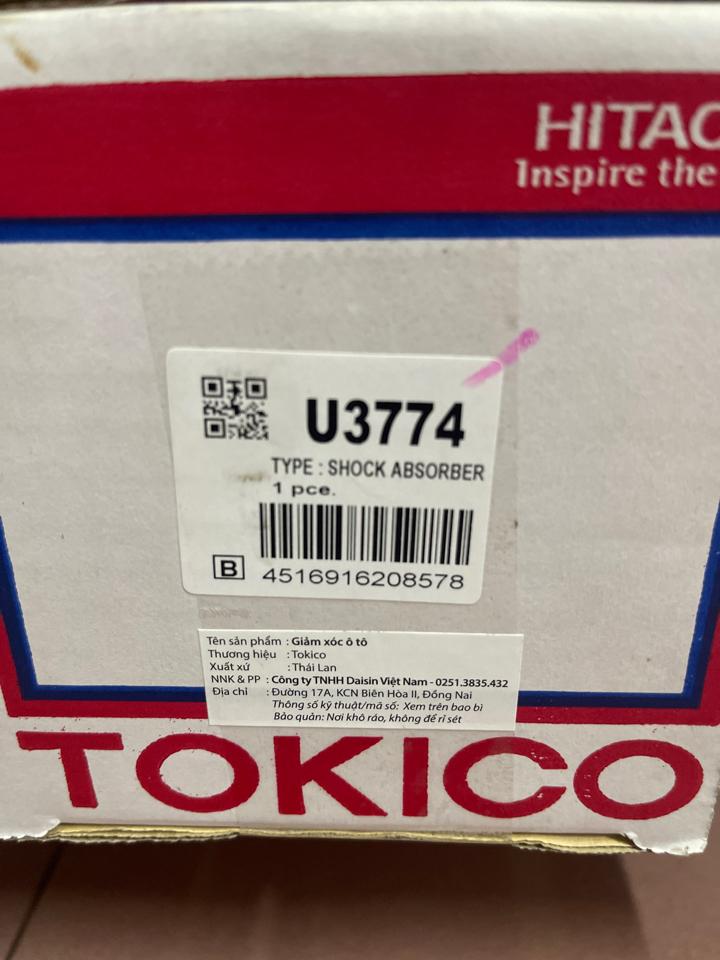 HITAC
Inspire the
U3774
TYPE : SHOCK ABSORBER
1 pce.
B 4516916208578
Tên sản phẩm : Giảm xóc ô tô
Thương hiệu : Tokico
Xuất xứ : Thái Lan
NNK & PP : Công ty TNHH Daisin Việt Nam - 0251.3835.432
Địa chỉ : Đường 17A, KCN Biên Hòa II, Đồng Nai
Thông số kỹ thuật/mã số: Xem trên bao bì
Bảo quản: Nơi khô ráo, không để rỉ sét
TOKICO